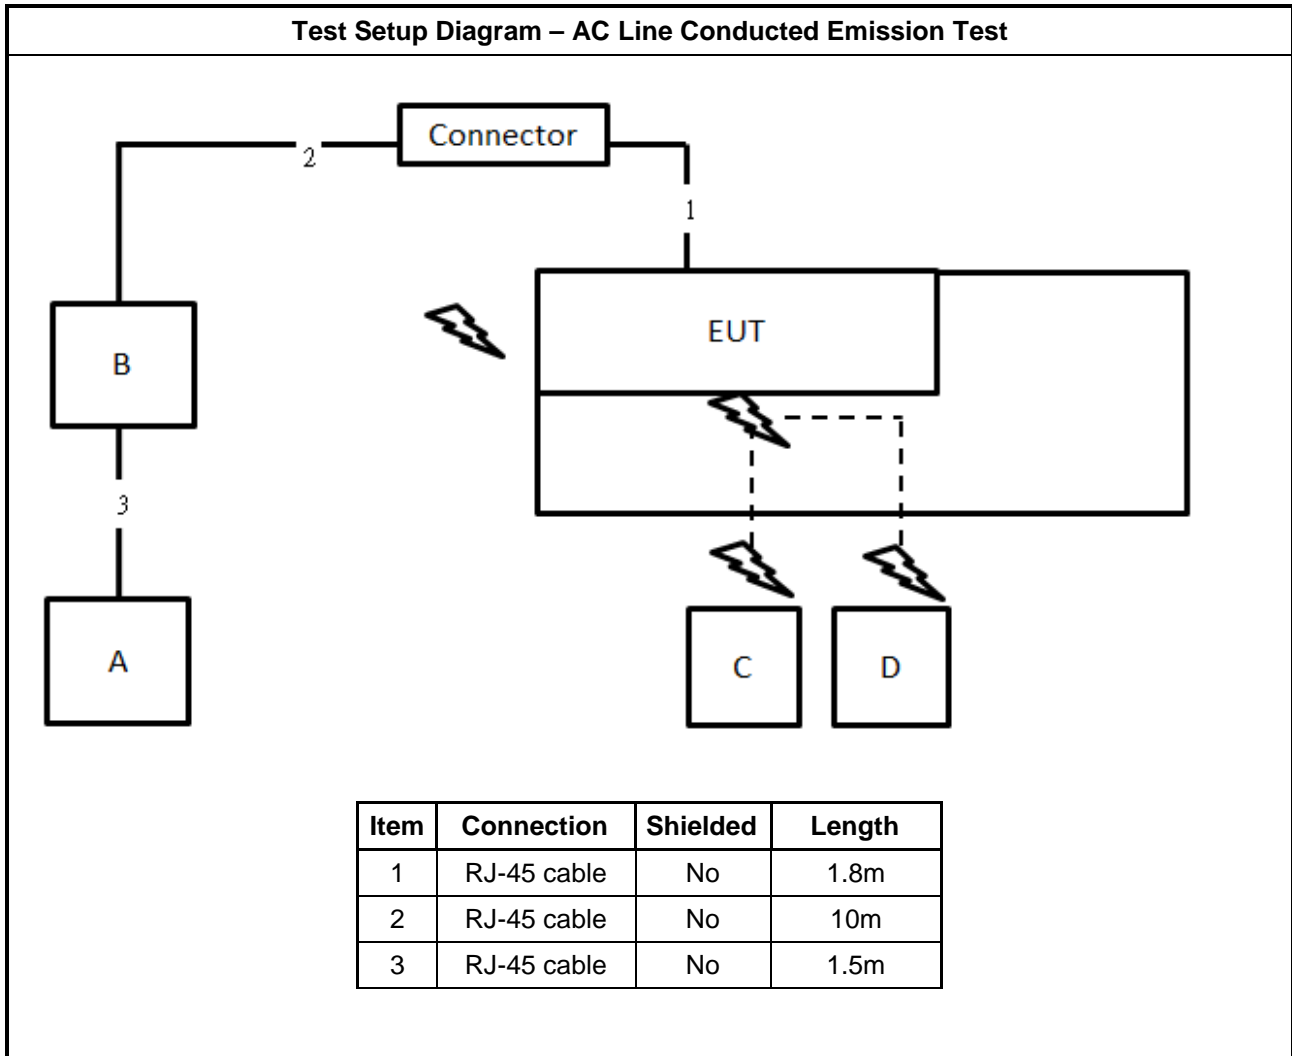 Test Setup Diagram – AC Line Conducted Emission Test
Connector
2
1
EUT
B
3
A
C
D
Item Connection Shielded Length
1 RJ-45 cable No 1.8m
2 RJ-45 cable No 10m
3 RJ-45 cable No 1.5m